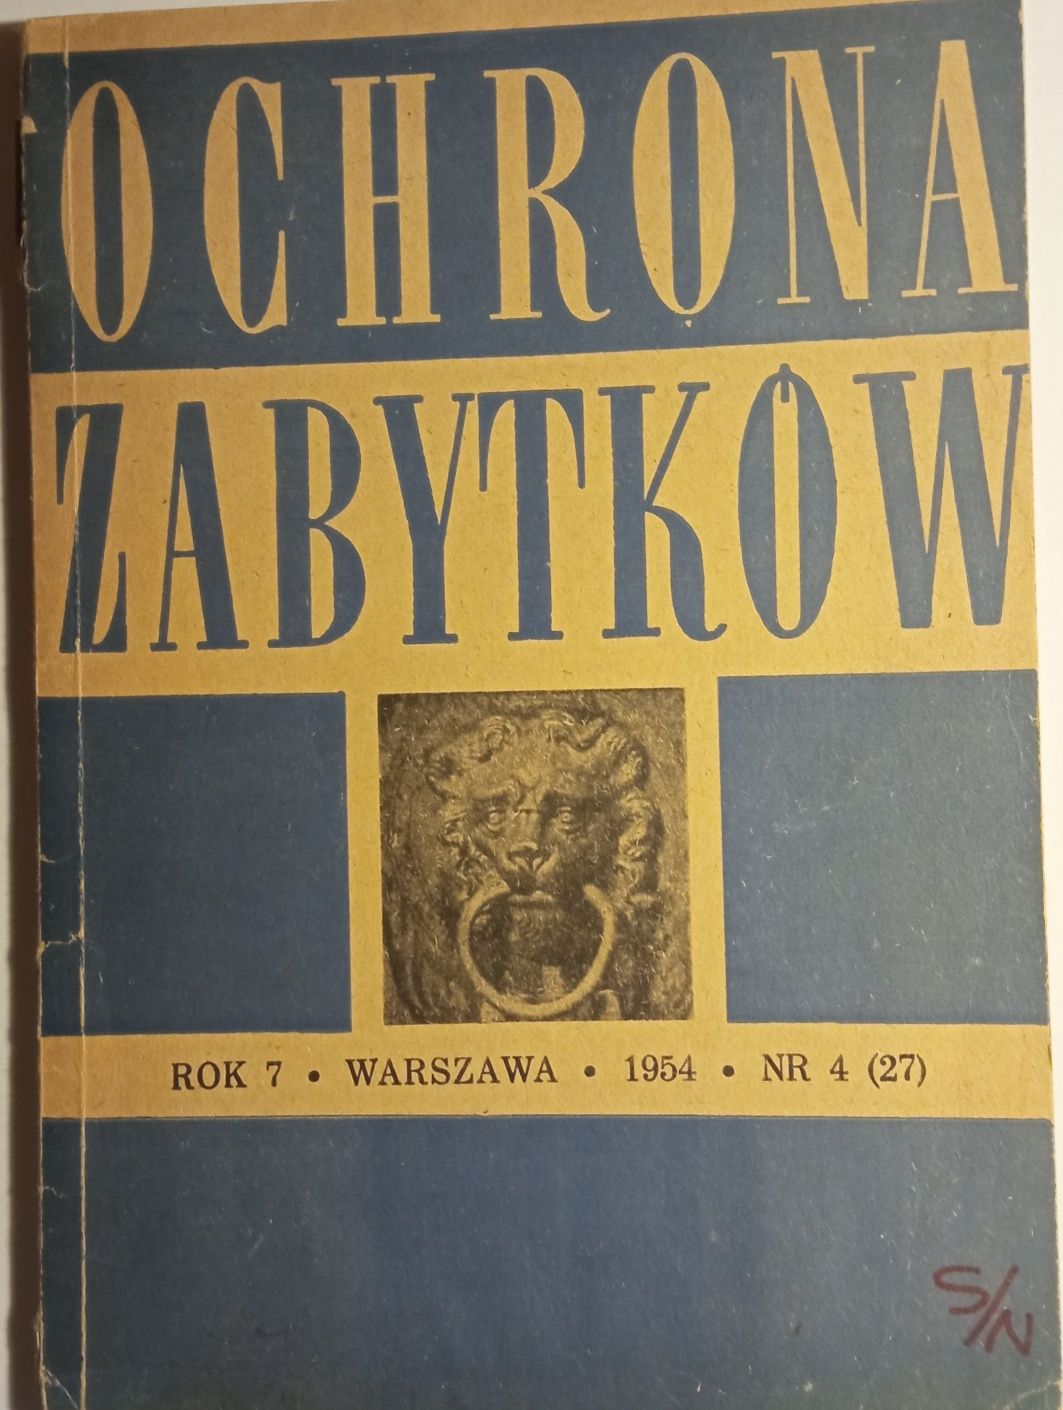 OCHRONA
ZABYTKÓW
ROK 7 • WARSZAWA • 1954 • NR 4 (27)
S/N